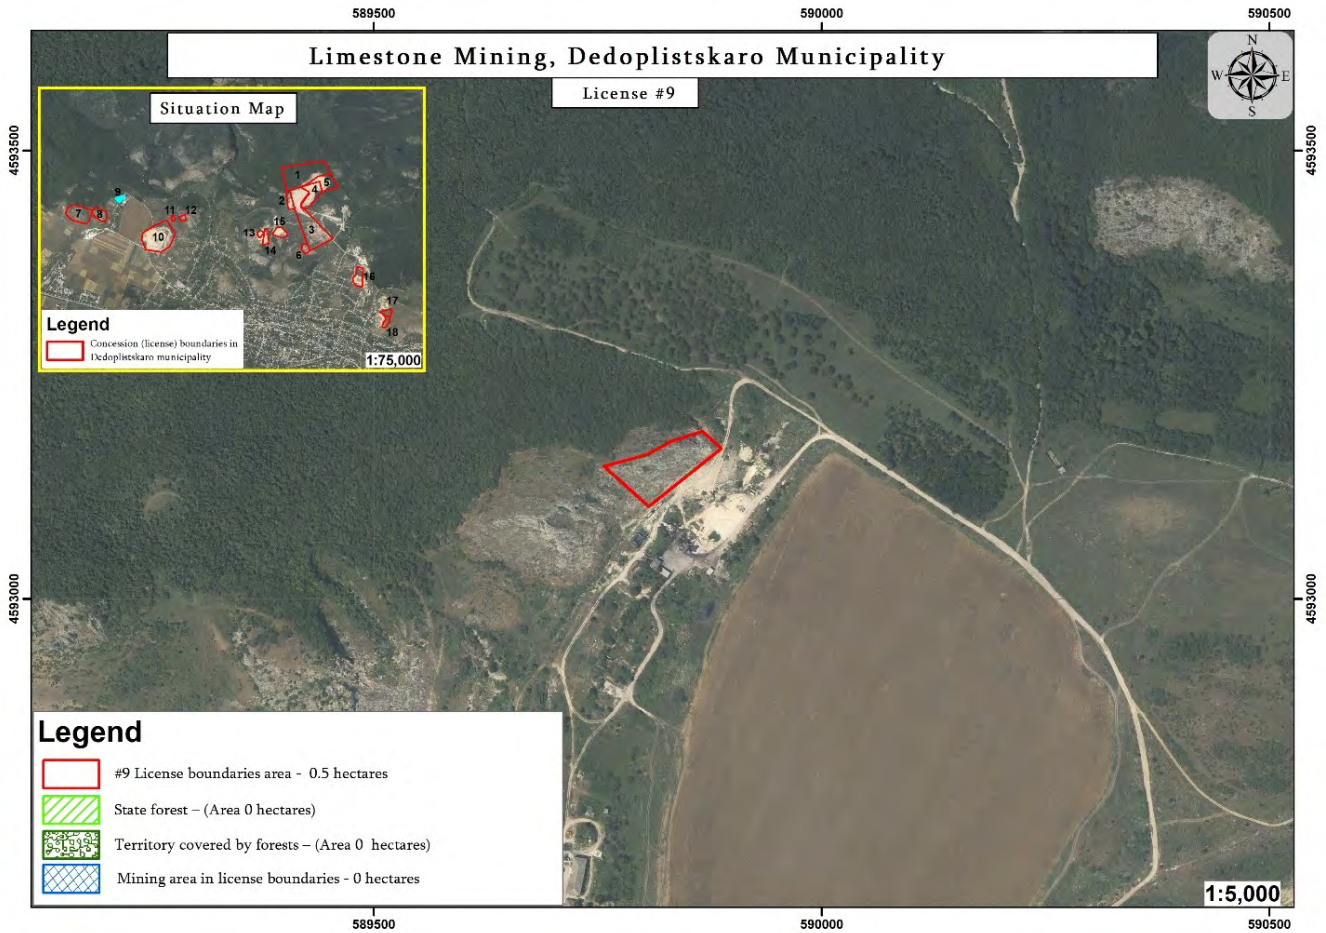 589500
590000
590500
Limestone Mining, Dedoplistskaro Municipality
License #9
N
W
E
S
4593500
4593500
Situation Map
1
2
3
4
5
6
7
8
9
10
11
12
13
14
15
16
17
18
Legend
Concession (license) boundaries in
Dedoplistskaro municipality
1:75,000
4593000
4593000
Legend
#9 License boundaries area - 0.5 hectares
State forest – (Area 0 hectares)
Territory covered by forests – (Area 0 hectares)
Mining area in license boundaries - 0 hectares
1:5,000
589500
590000
590500